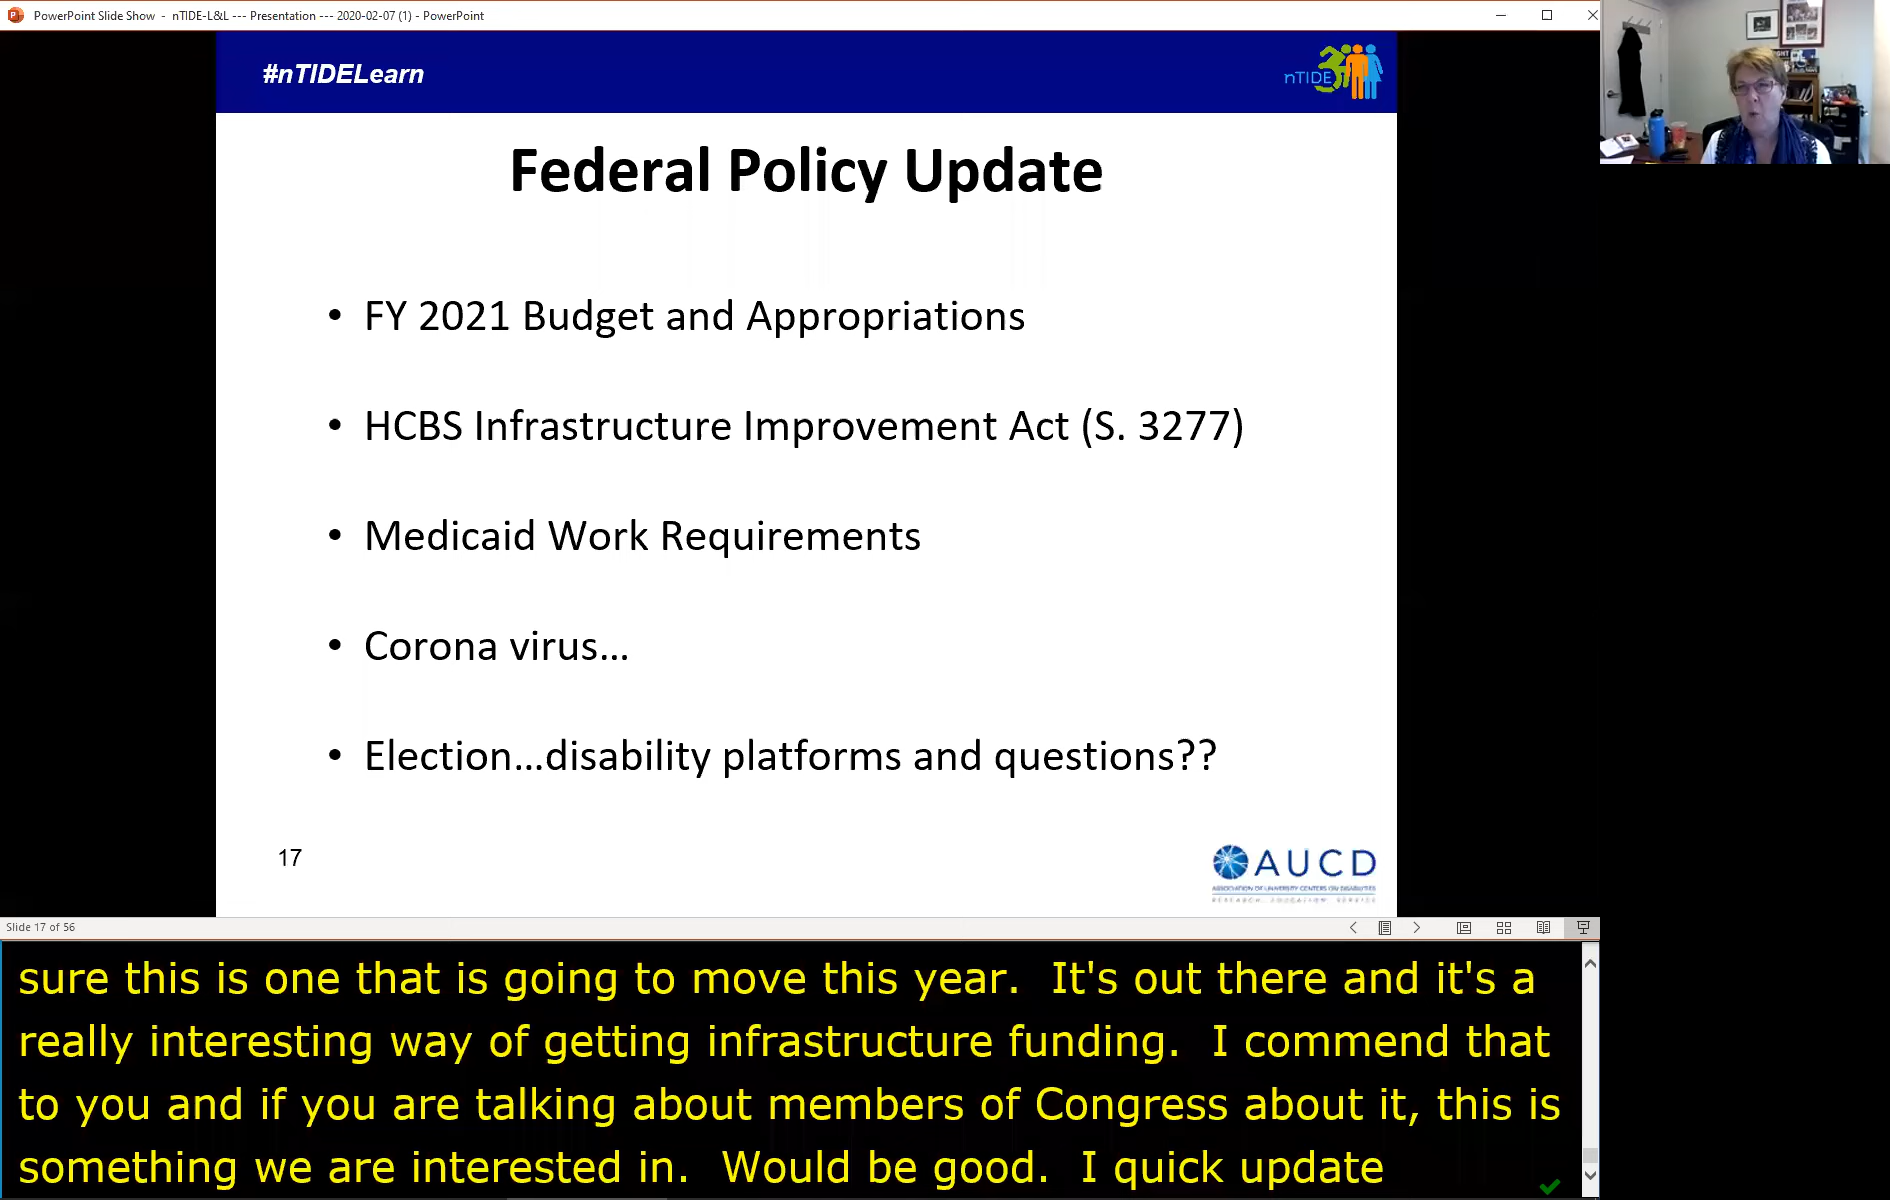 PowerPoint Slide Show - nTIDE-L&L --- Presentation --- 2020-02-07 (1) - PowerPoint
#nTIDELearn
nTIDE
Federal Policy Update
• FY 2021 Budget and Appropriations
• HCBS Infrastructure Improvement Act (S. 3277)
• Medicaid Work Requirements
• Corona virus…
• Election…disability platforms and questions??
17
AUCD
ASSOCIATION OF UNIVERSITY CENTERS ON DISABILITIES
RESEARCH, EDUCATION, SERVICE
Slide 17 of 56
sure this is one that is going to move this year.  It's out there and it's a
really interesting way of getting infrastructure funding.  I commend that
to you and if you are talking about members of Congress about it, this is
something we are interested in.  Would be good.  I quick update